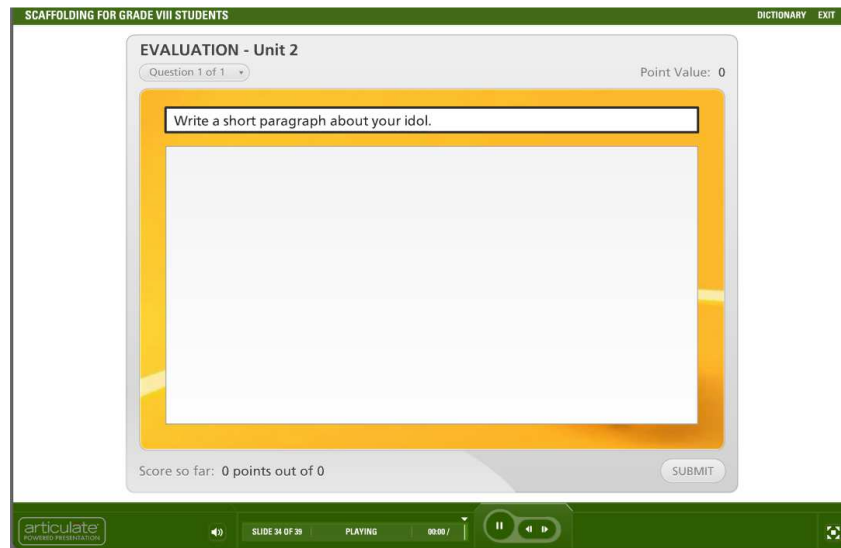 SCAFFOLDING FOR GRADE VIII STUDENTS
DICTIONARY EXIT
EVALUATION - Unit 2
Question 1 of 1
Point Value: 0
Write a short paragraph about your idol.
Score so far: 0 points out of 0
SUBMIT
articulate
POWERED PRESENTATION
SLIDE 34 OF 39
PLAYING
00:00 /